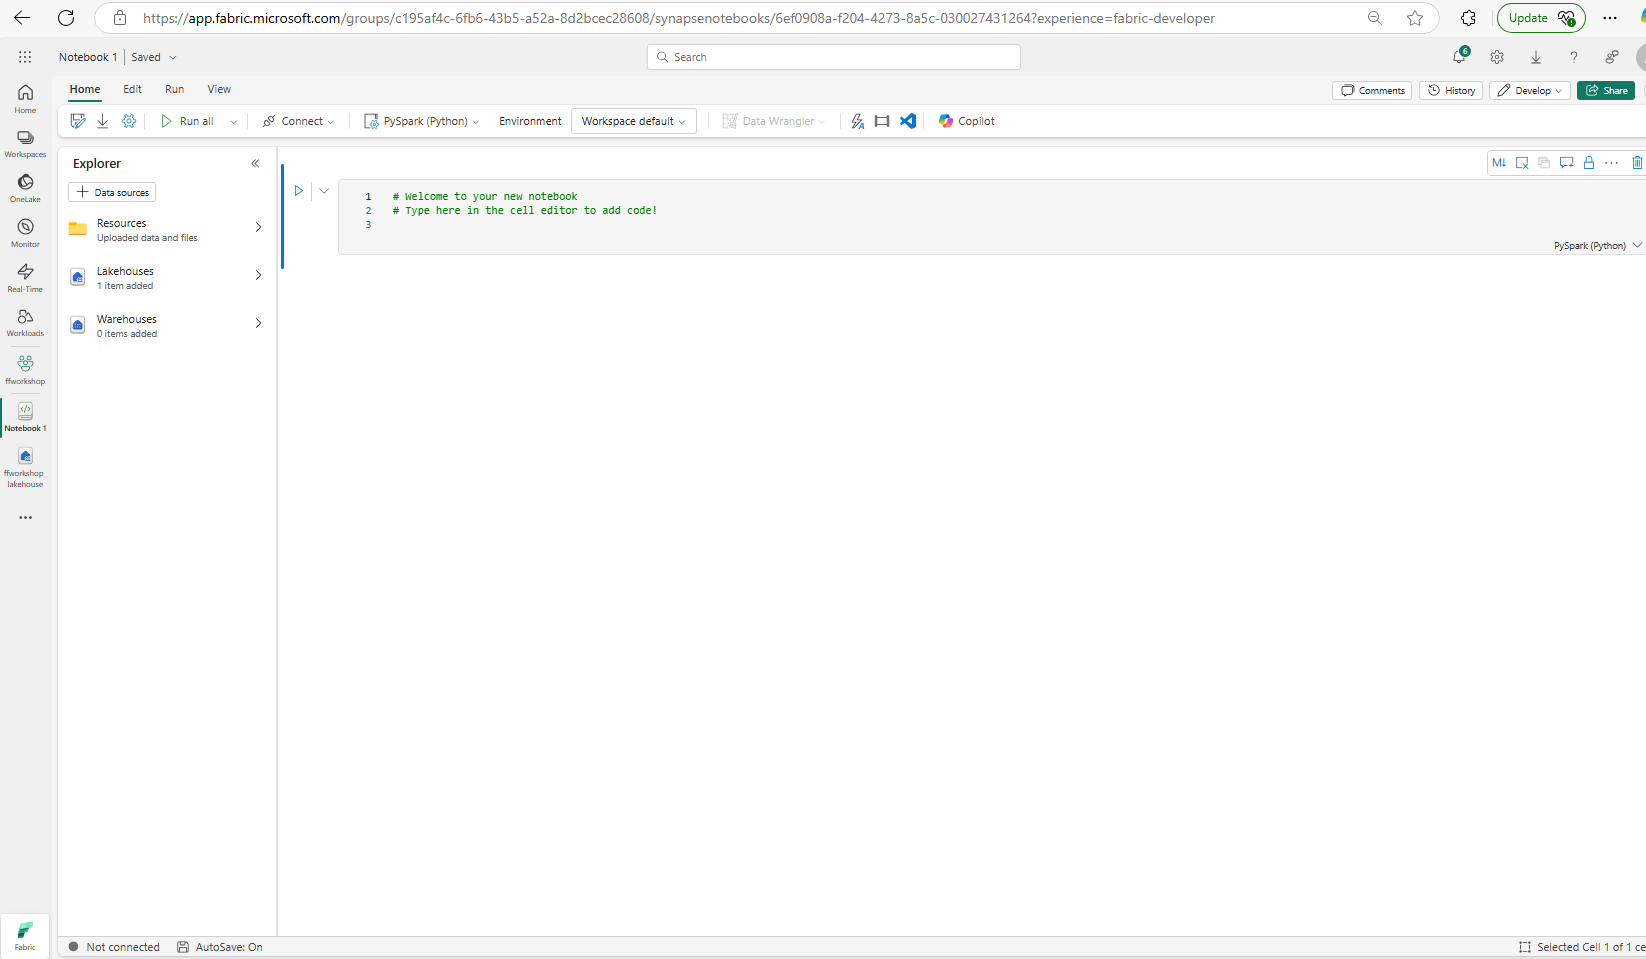 https://app.fabric.microsoft.com/groups/c195af4c-6fb6-43b5-a52a-8d2bcec28608/synapsenotebooks/6ef0908a-f204-4273-8a5c-030027431264?experience=fabric-developer
Update
Notebook 1 Saved
Search
6
Home Edit Run View
Comments History Develop Share
Run all Connect PySpark (Python) Environment Workspace default Data Wrangler Copilot
Home
Workspaces
OneLake
Monitor
Real-Time
Workloads
ffworkshop
Notebook 1
ffworkshop_
lakehouse
Fabric
Explorer
Data sources
Resources
Uploaded data and files
Lakehouses
1 item added
Warehouses
0 items added
M↓
1 # Welcome to your new notebook
2 # Type here in the cell editor to add code!
3
PySpark (Python)
Not connected AutoSave: On
Selected Cell 1 of 1 ce